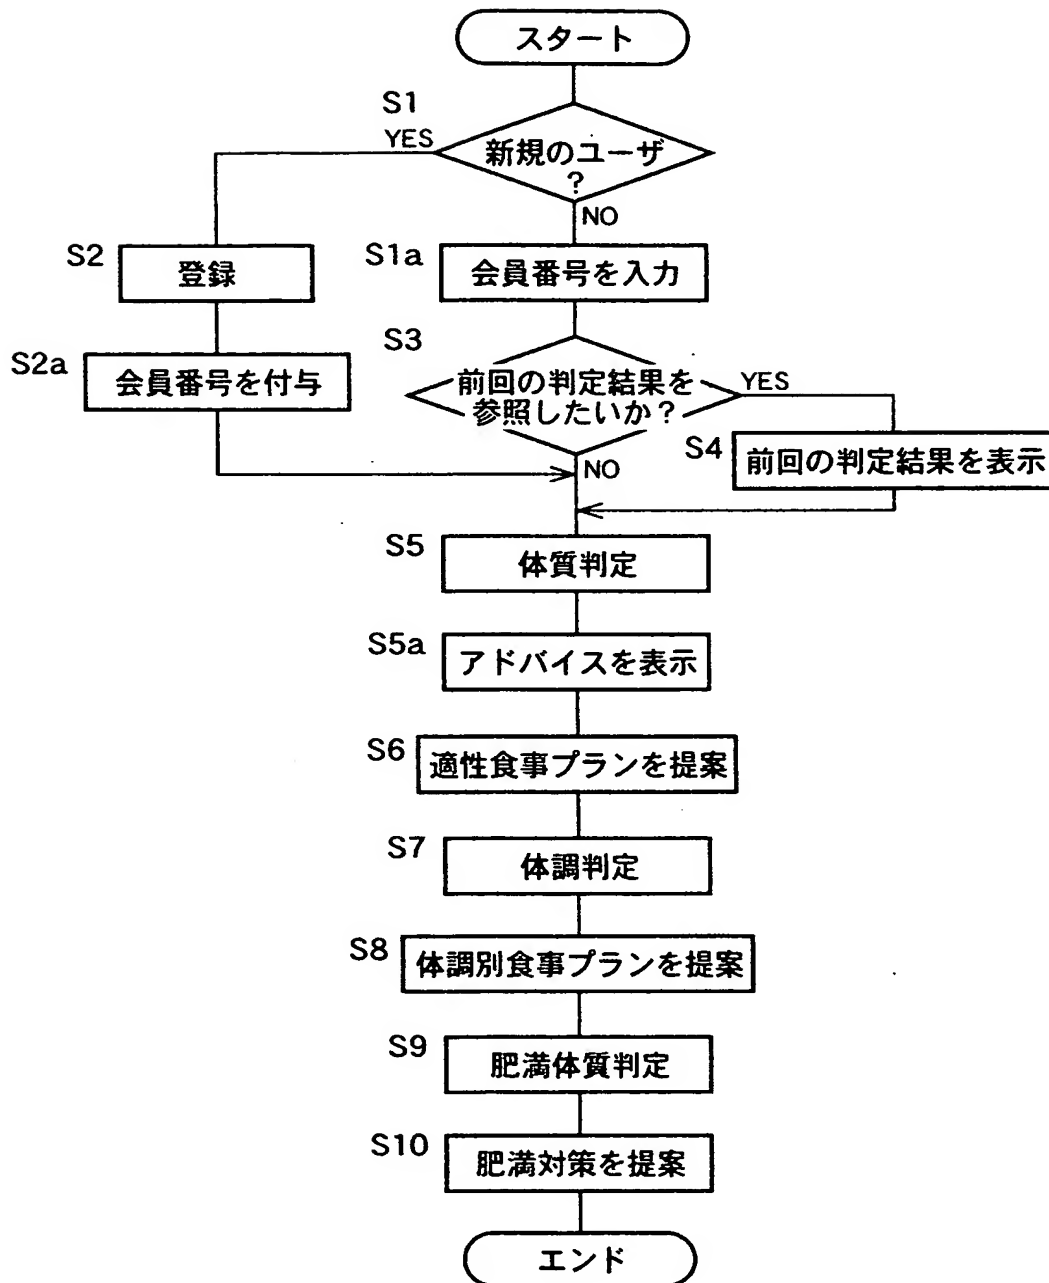 スタート
S1
YES
新規のユーザ
?
NO
S2
登録
S1a
会員番号を入力
S3
S2a
会員番号を付与
前回の判定結果を
参照したいか?
YES
S4
前回の判定結果を表示
NO
S5
体質判定
S5a
アドバイスを表示
S6
適性食事プランを提案
S7
体調判定
S8
体調別食事プランを提案
S9
肥満体質判定
S10
肥満対策を提案
エンド